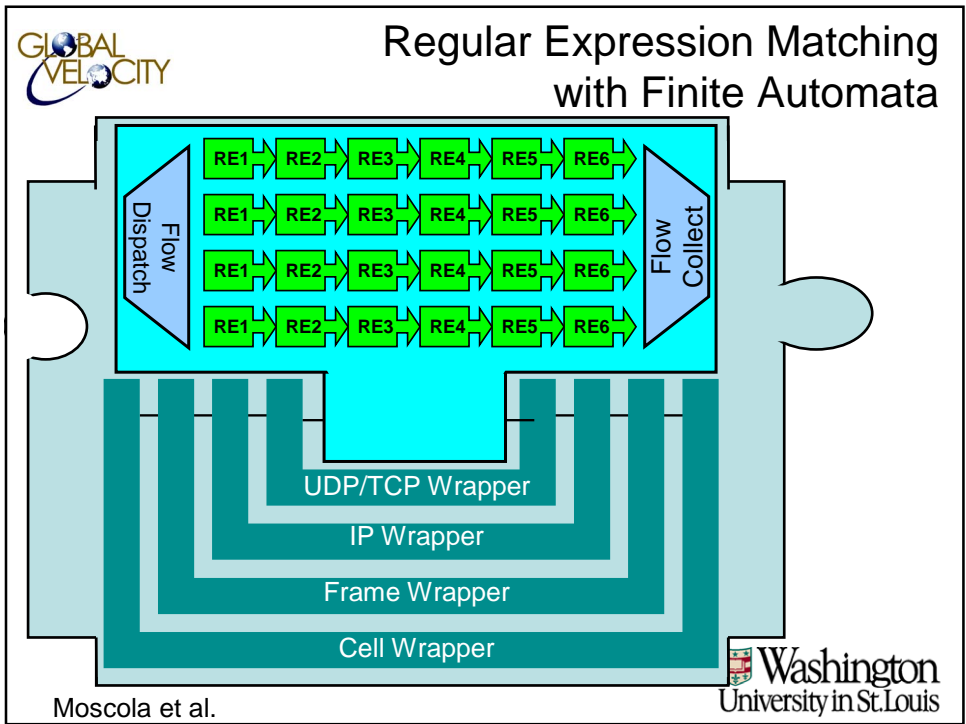 GLOBAL
VELOCITY
Regular Expression Matching
with Finite Automata
Flow
Dispatch
RE1 RE2 RE3 RE4 RE5 RE6
RE1 RE2 RE3 RE4 RE5 RE6
RE1 RE2 RE3 RE4 RE5 RE6
RE1 RE2 RE3 RE4 RE5 RE6
Flow
Collect
UDP/TCP Wrapper
IP Wrapper
Frame Wrapper
Cell Wrapper
Moscola et al.
Washington
University in St. Louis